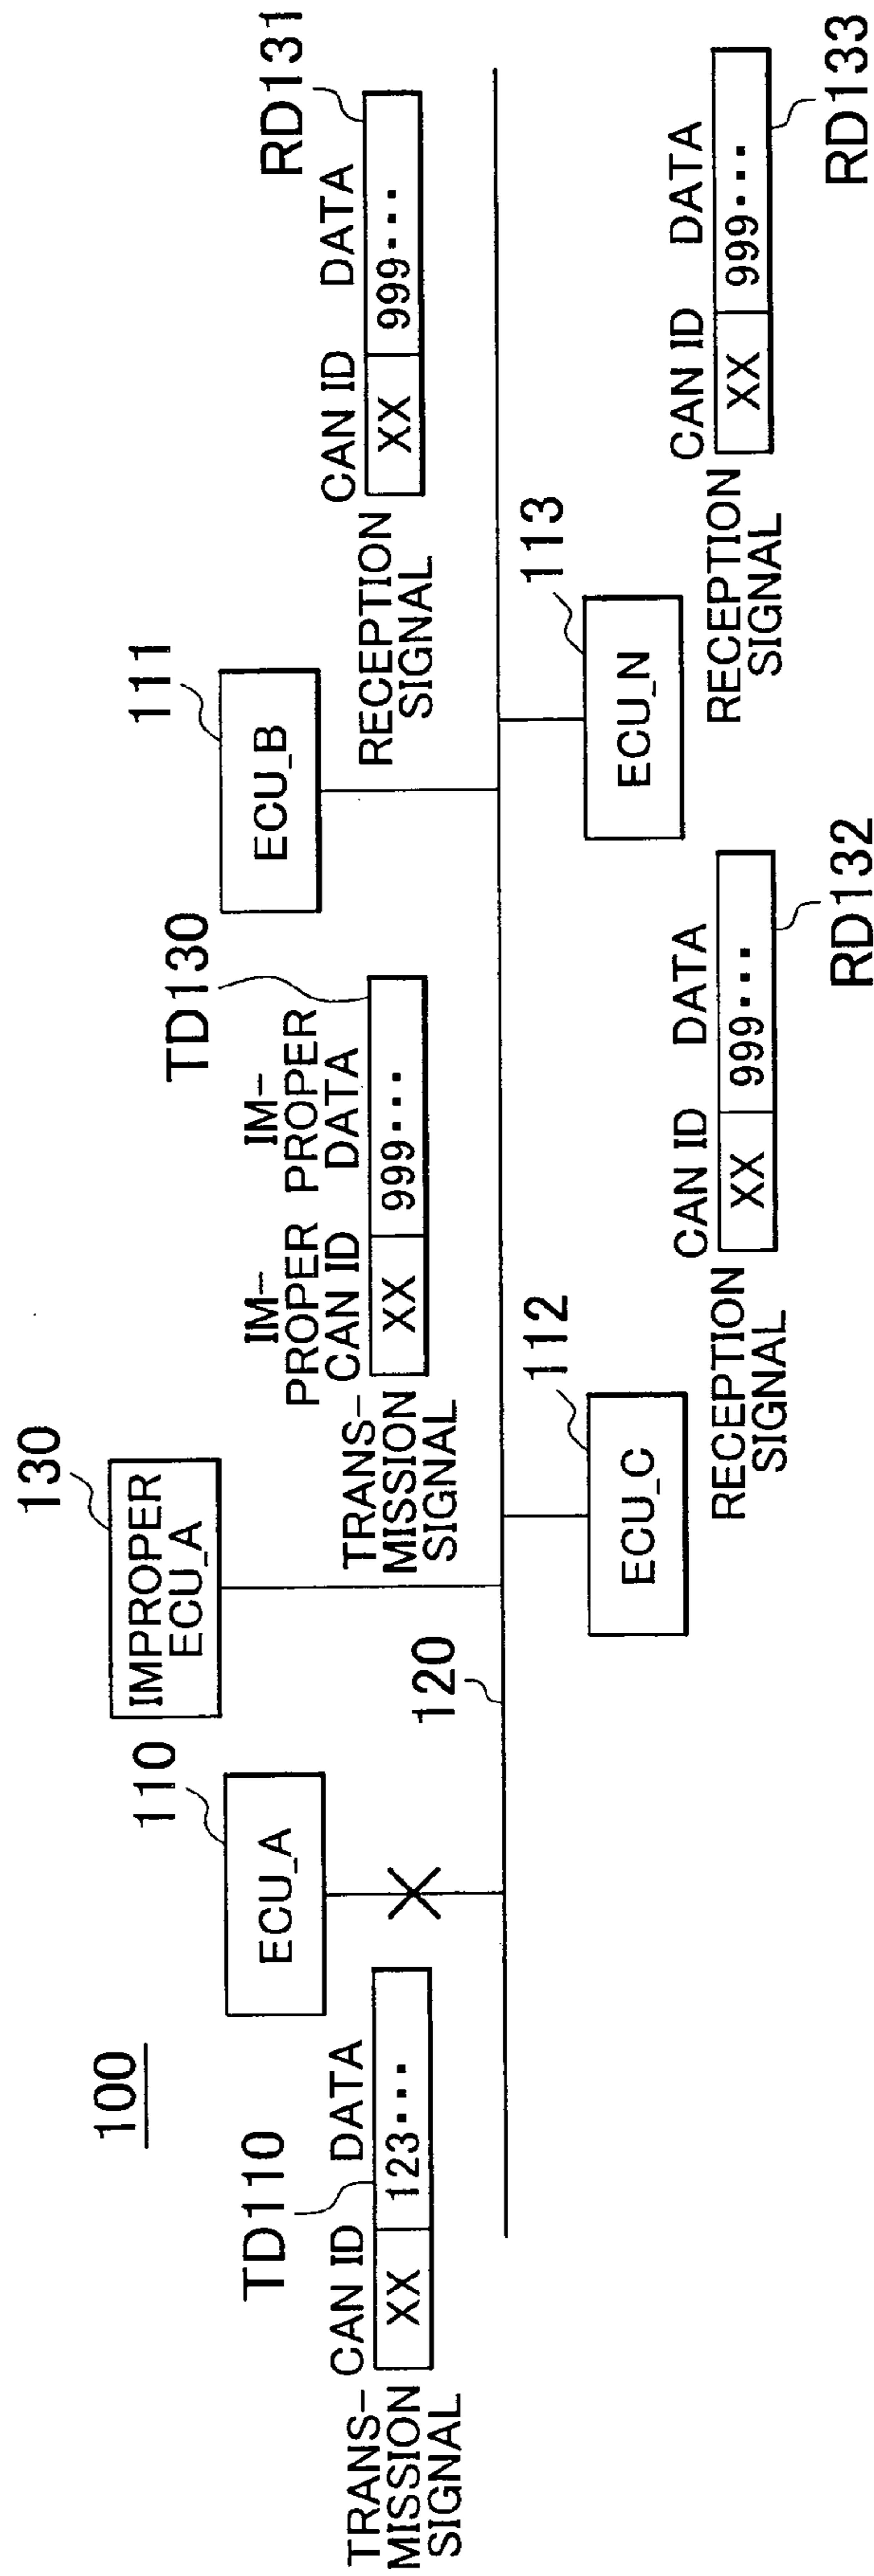 100
TRANS-
MISSION
SIGNAL
CAN ID DATA
XX 123...
TD110
ECU_A
110
IMPROPER
ECU_A
130
120
TRANS-
MISSION
SIGNAL
IM-
PROPER
CAN ID
IM-
PROPER
DATA
XX 999...
TD130
ECU_B
111
RECEPTION
SIGNAL
CAN ID DATA
XX 999...
RD131
ECU_C
112
RECEPTION
SIGNAL
CAN ID DATA
XX 999...
RD132
ECU_N
113
RECEPTION
SIGNAL
CAN ID DATA
XX 999...
RD133